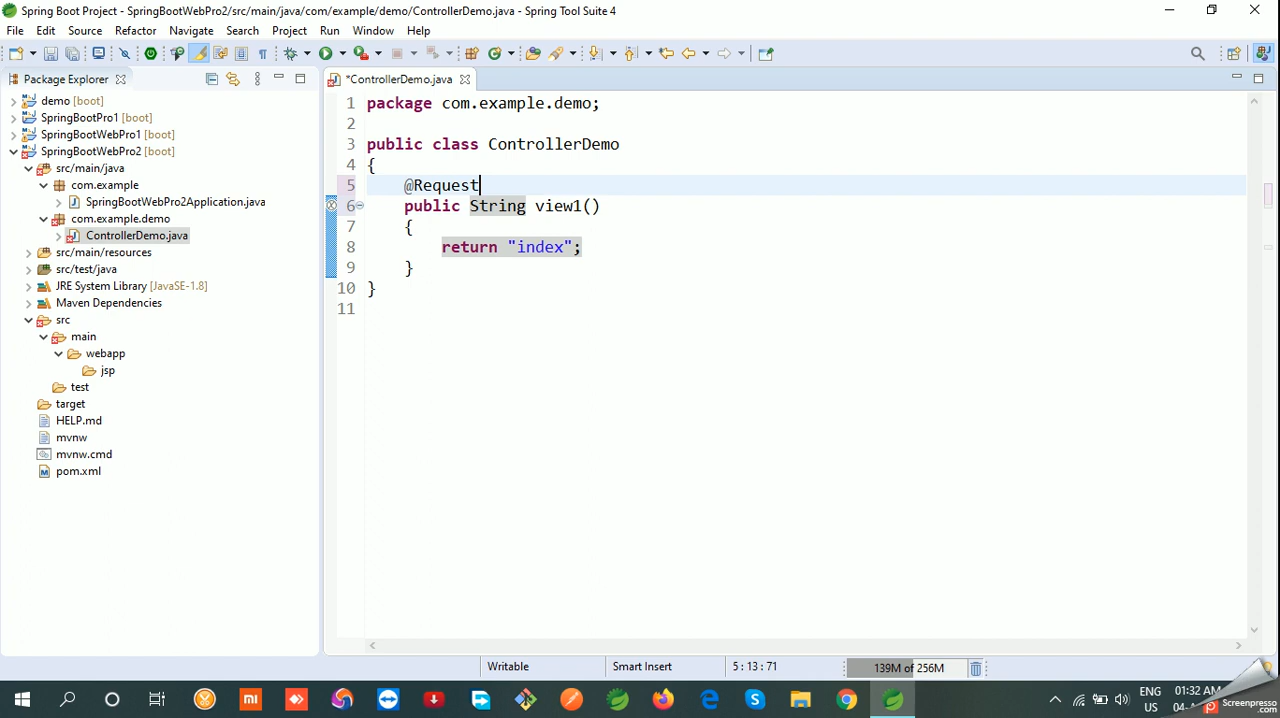 Spring Boot Project - SpringBootWebPro2/src/main/java/com/example/demo/ControllerDemo.java - Spring Tool Suite 4
File Edit Source Refactor Navigate Search Project Run Window Help
Package Explorer
*ControllerDemo.java
demo [boot]
SpringBootPro1 [boot]
SpringBootWebPro1 [boot]
SpringBootWebPro2 [boot]
src/main/java
com.example
SpringBootWebPro2Application.java
com.example.demo
ControllerDemo.java
src/main/resources
src/test/java
JRE System Library [JavaSE-1.8]
Maven Dependencies
src
main
webapp
jsp
test
target
HELP.md
mvnw
mvnw.cmd
pom.xml
1 package com.example.demo;
2
3 public class ControllerDemo
4 {
5 @Request
6 public String view1()
7 {
8 return "index";
9 }
10 }
11
Writable Smart Insert 5 : 13 : 71 139M of 256M
ENG 01:32 AM
US
Screenpresso
.com